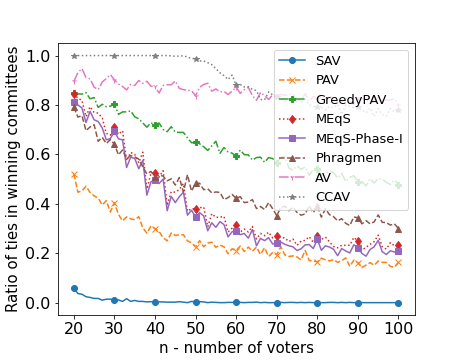 Ratio of ties in winning committees
1.0
0.8
0.6
0.4
0.2
0.0
SAV
PAV
GreedyPAV
MEqS
MEqS-Phase-I
Phragmen
AV
CCAV
20 30 40 50 60 70 80 90 100
n - number of voters